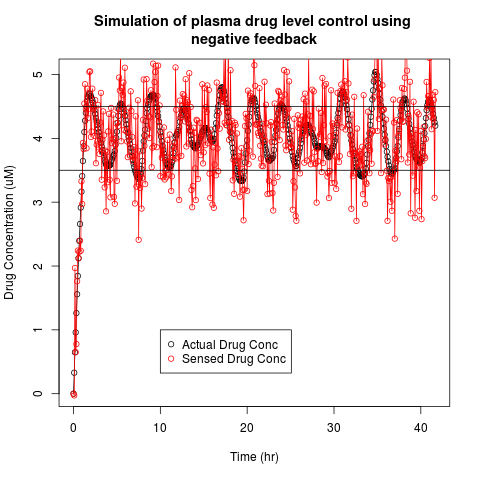 Simulation of plasma drug level control using
negative feedback
Drug Concentration (uM)
5
4
3
2
1
0
Actual Drug Conc
Sensed Drug Conc
0 10 20 30 40
Time (hr)